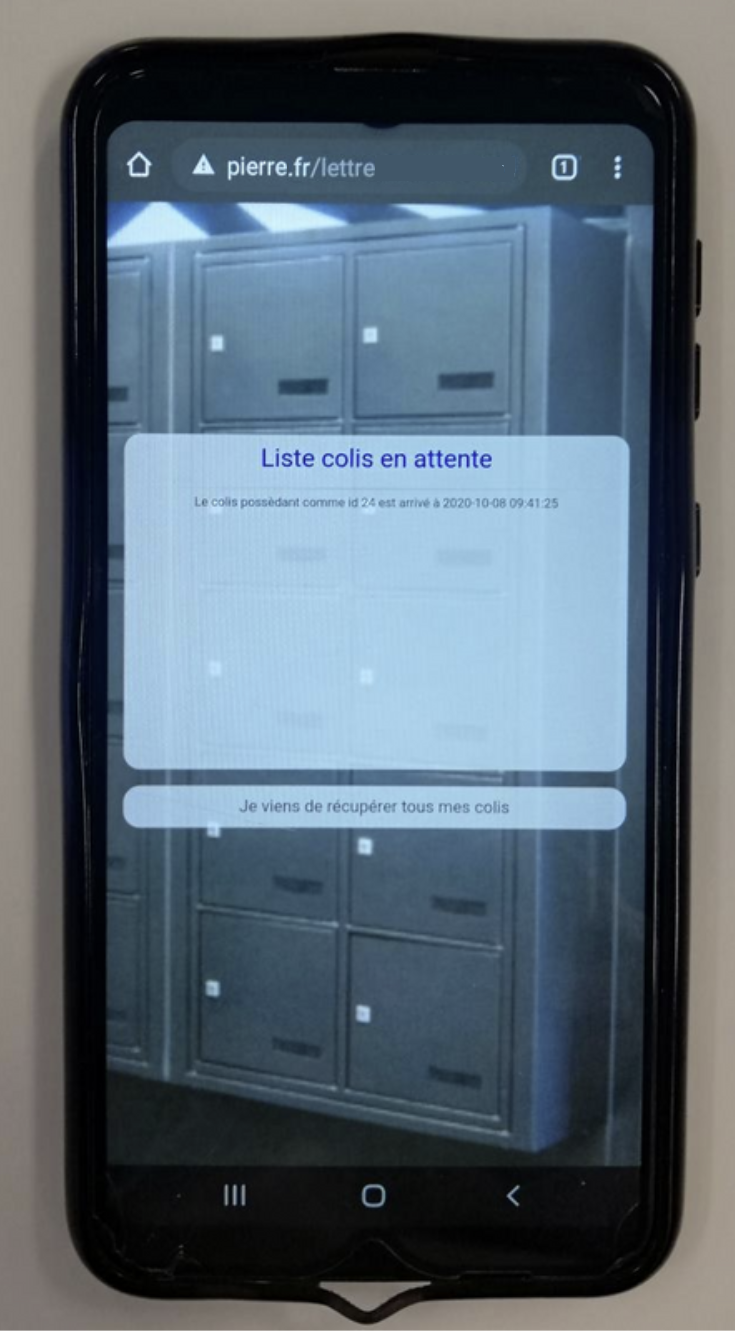 pierre.fr/lettre
1
Liste colis en attente
Le colis possèdant comme id 24 est arrivé à 2020-10-08 09:41:25
Je viens de récupérer tous mes colis